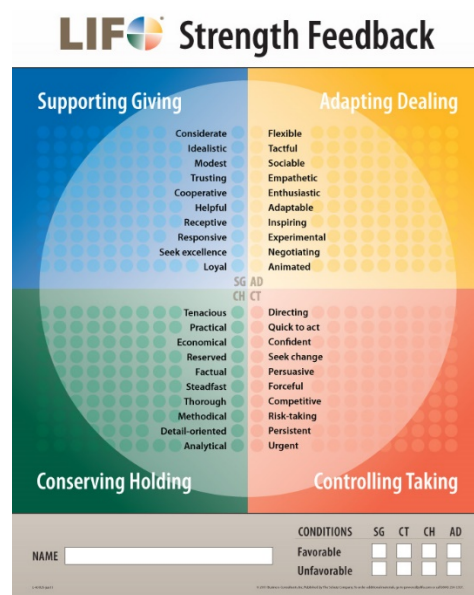 LIFO® Strength Feedback
Supporting Giving
Adapting Dealing
Considerate
Idealistic
Modest
Trusting
Cooperative
Helpful
Receptive
Responsive
Seek excellence
Loyal
Flexible
Tactful
Sociable
Empathetic
Enthusiastic
Adaptable
Inspiring
Experimental
Negotiating
Animated
SG AD
CH CT
Tenacious
Practical
Economical
Reserved
Factual
Steadfast
Thorough
Methodical
Detail-oriented
Analytical
Directing
Quick to act
Confident
Seek change
Persuasive
Forceful
Competitive
Risk-taking
Persistent
Urgent
Conserving Holding
Controlling Taking
NAME
CONDITIONS SG CT CH AD
Favorable
Unfavorable